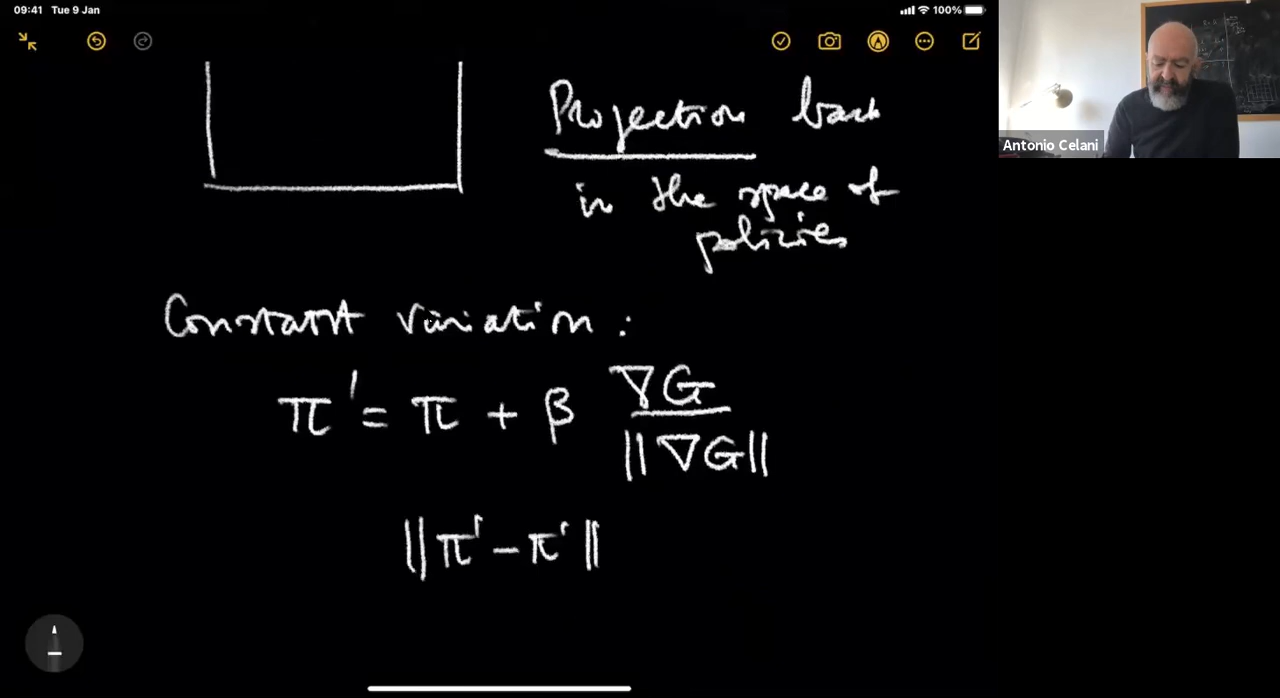 09:41 Tue 9 Jan
100%
Antonio Celani
Projection back
in the space of
policies
Constant variation :
π' = π + β ∇G / ||∇G||
||π' - π'||